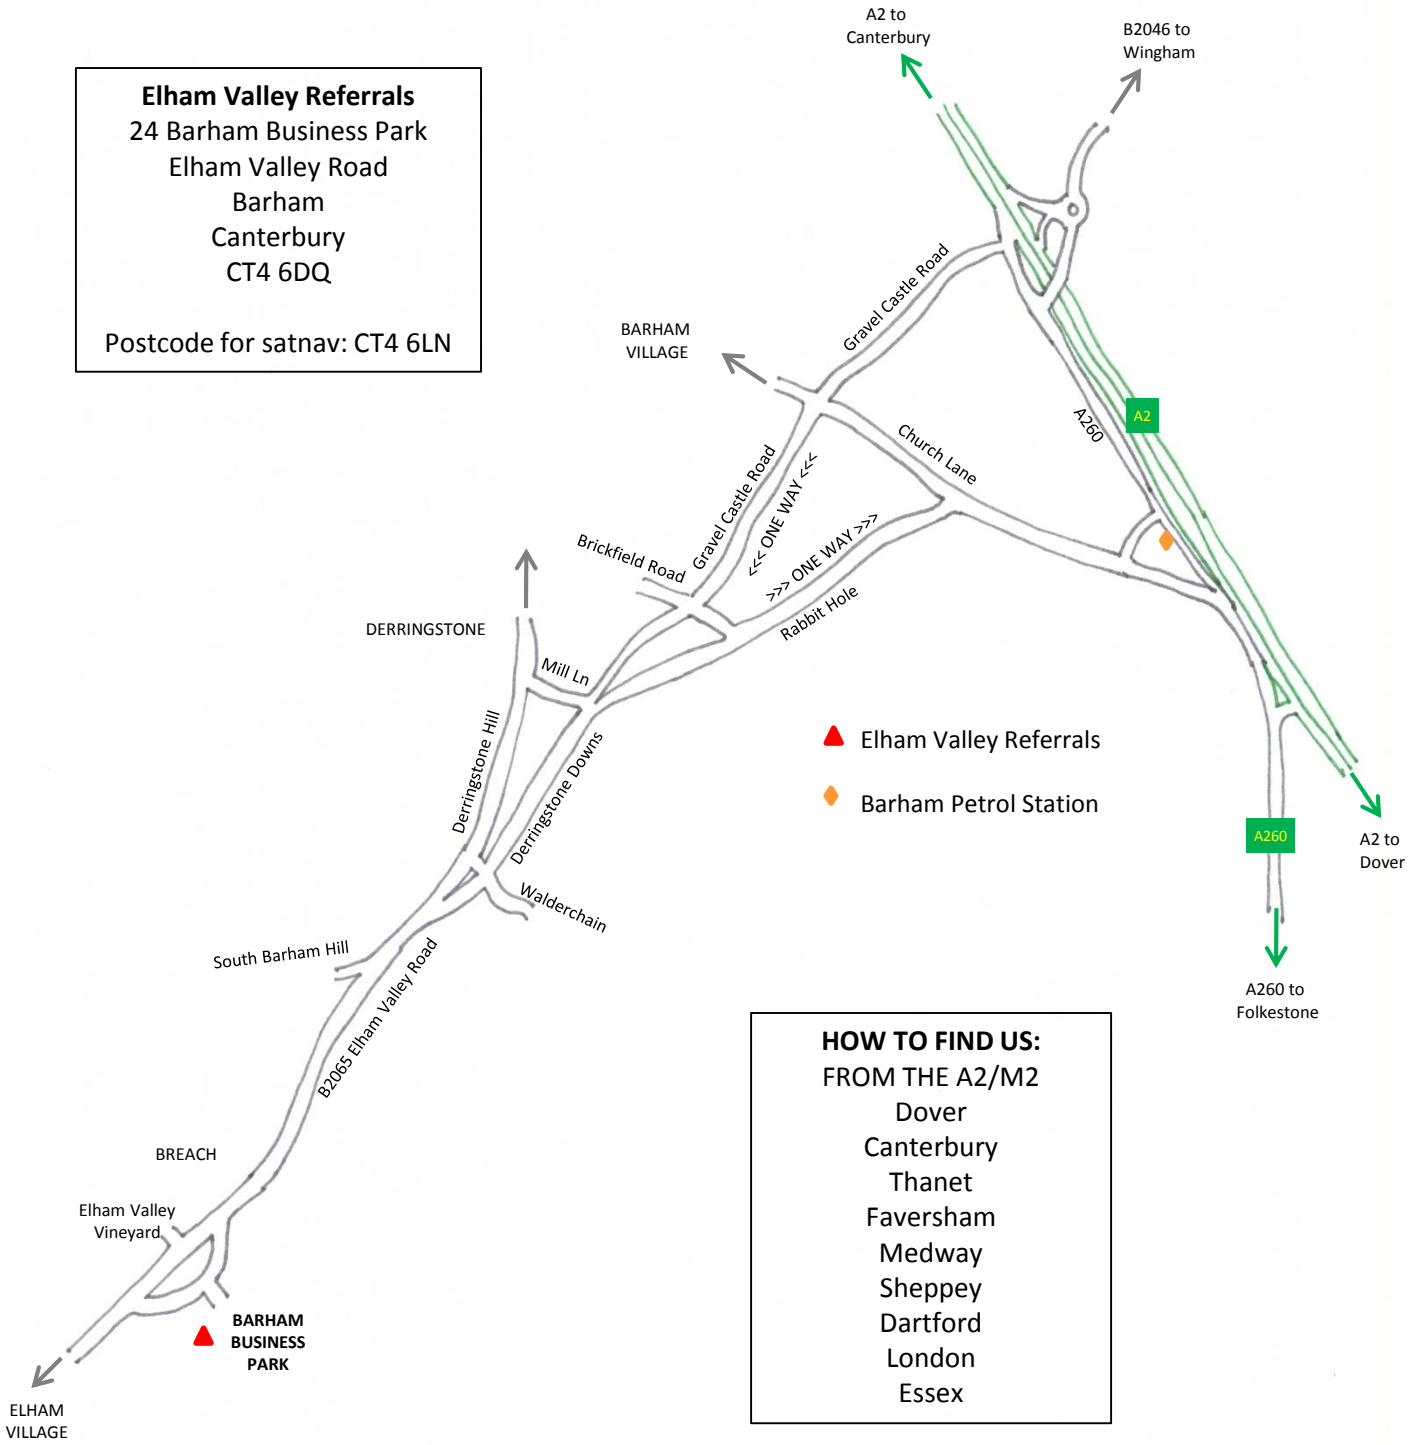 A2 to
Canterbury
B2046 to
Wingham
Elham Valley Referrals
24 Barham Business Park
Elham Valley Road
Barham
Canterbury
CT4 6DQ
Postcode for satnav: CT4 6LN
Gravel Castle Road
BARHAM
VILLAGE
A2
A260
Church Lane
Gravel Castle Road
<<< ONE WAY <<<
>>> ONE WAY >>>
Brickfield Road
Rabbit Hole
DERRINGSTONE
Mill Ln
Derringstone Hill
Derringstone Downs
Elham Valley Referrals
Barham Petrol Station
A260
A2 to
Dover
Walderchain
South Barham Hill
B2065 Elham Valley Road
A260 to
Folkestone
HOW TO FIND US:
FROM THE A2/M2
Dover
Canterbury
Thanet
Faversham
Medway
Sheppey
Dartford
London
Essex
BREACH
Elham Valley
Vineyard
BARHAM
BUSINESS
PARK
ELHAM
VILLAGE